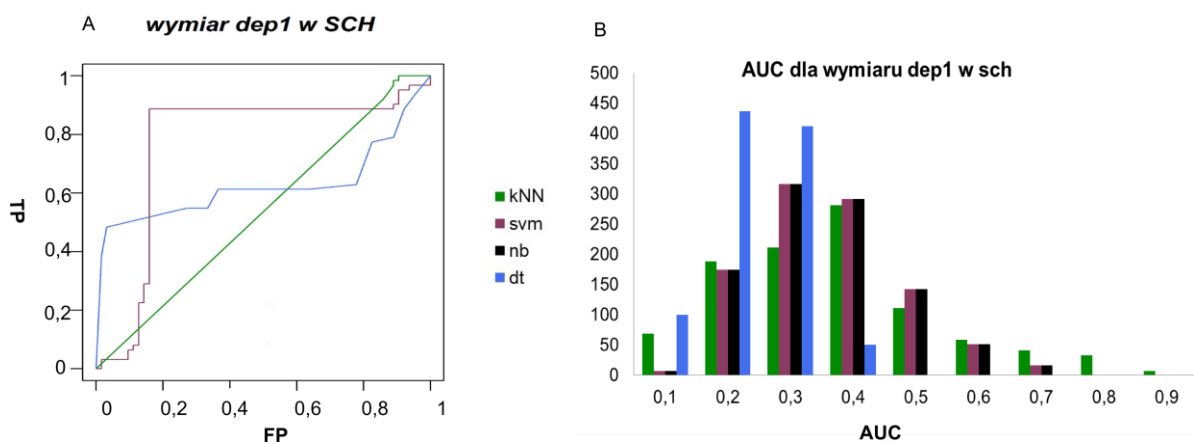 A
wymiar dep1 w SCH
TP
1
0,8
0,6
0,4
0,2
0
0
0,2
0,4
0,6
0,8
1
FP
kNN
svm
nb
dt
B
AUC dla wymiaru dep1 w sch
500
450
400
350
300
250
200
150
100
50
0
0,1
0,2
0,3
0,4
0,5
0,6
0,7
0,8
0,9
AUC